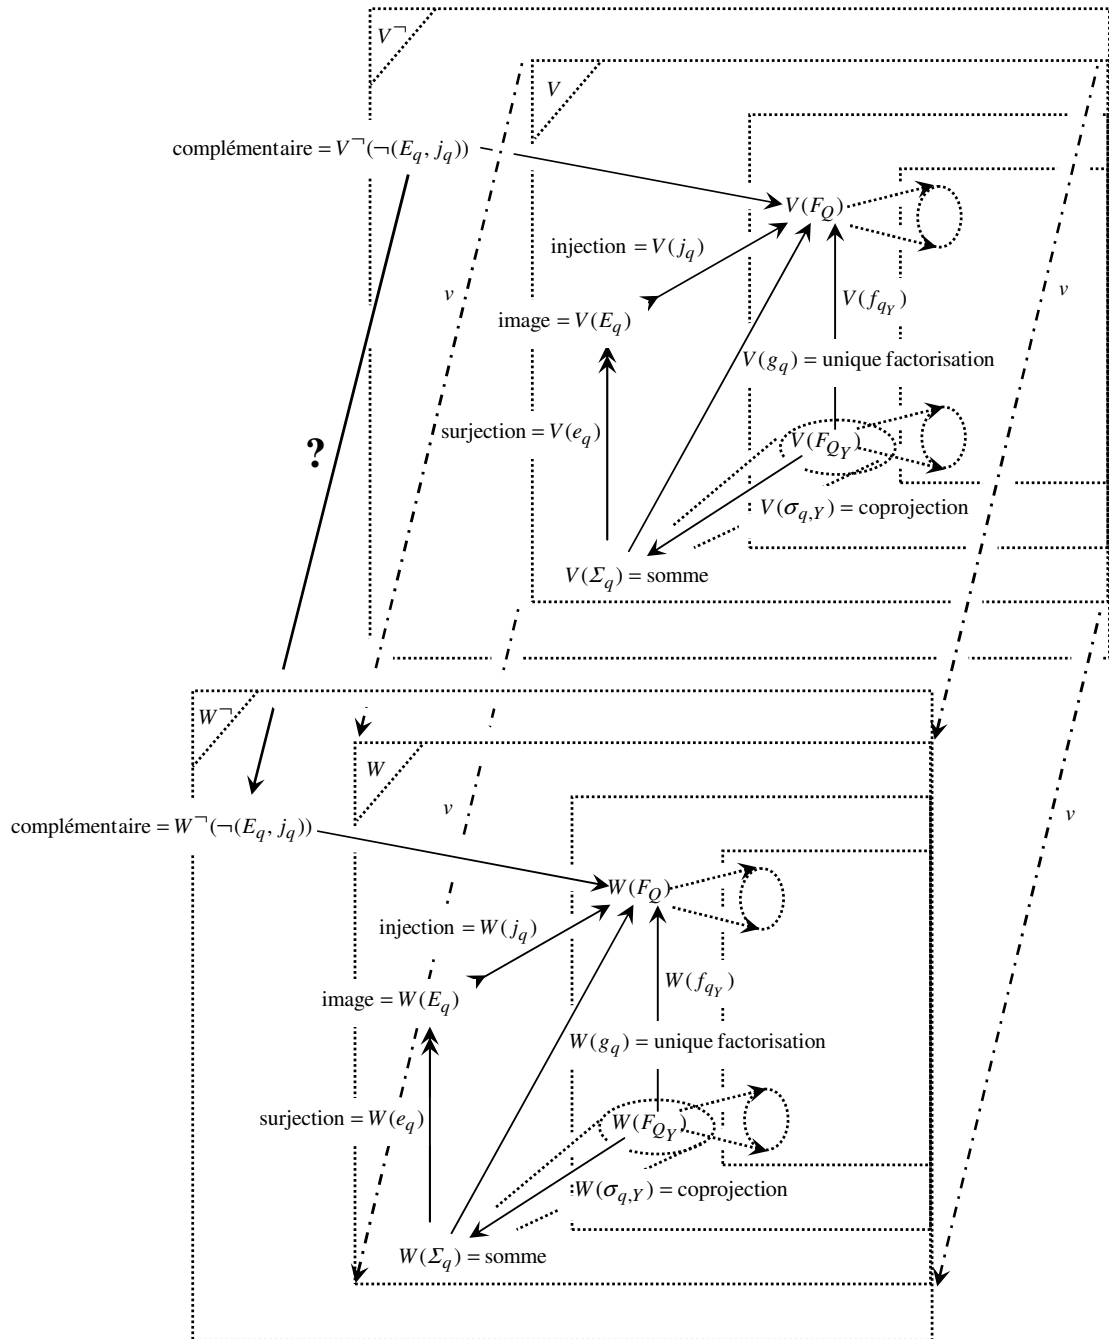 V¬
V
complémentaire = V¬(¬(E_q, j_q))
V(F_Q)
injection = V(j_q)
v
v
V(f_{q_Y})
image = V(E_q)
V(g_q) = unique factorisation
surjection = V(e_q)
V(F_{Q_Y})
?
V(σ_{q,Y}) = coprojection
V(Σ_q) = somme
W¬
W
v
v
complémentaire = W¬(¬(E_q, j_q))
W(F_Q)
injection = W(j_q)
W(f_{q_Y})
image = W(E_q)
W(g_q) = unique factorisation
surjection = W(e_q)
W(F_{Q_Y})
W(σ_{q,Y}) = coprojection
W(Σ_q) = somme